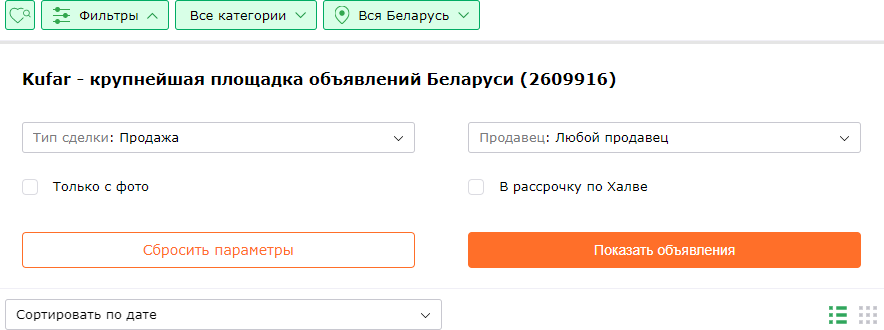 Фильтры
Все категории
Вся Беларусь
Kufar - крупнейшая площадка объявлений Беларуси (2609916)
Тип сделки: Продажа
Продавец: Любой продавец
Только с фото
В рассрочку по Халве
Сбросить параметры
Показать объявления
Сортировать по дате